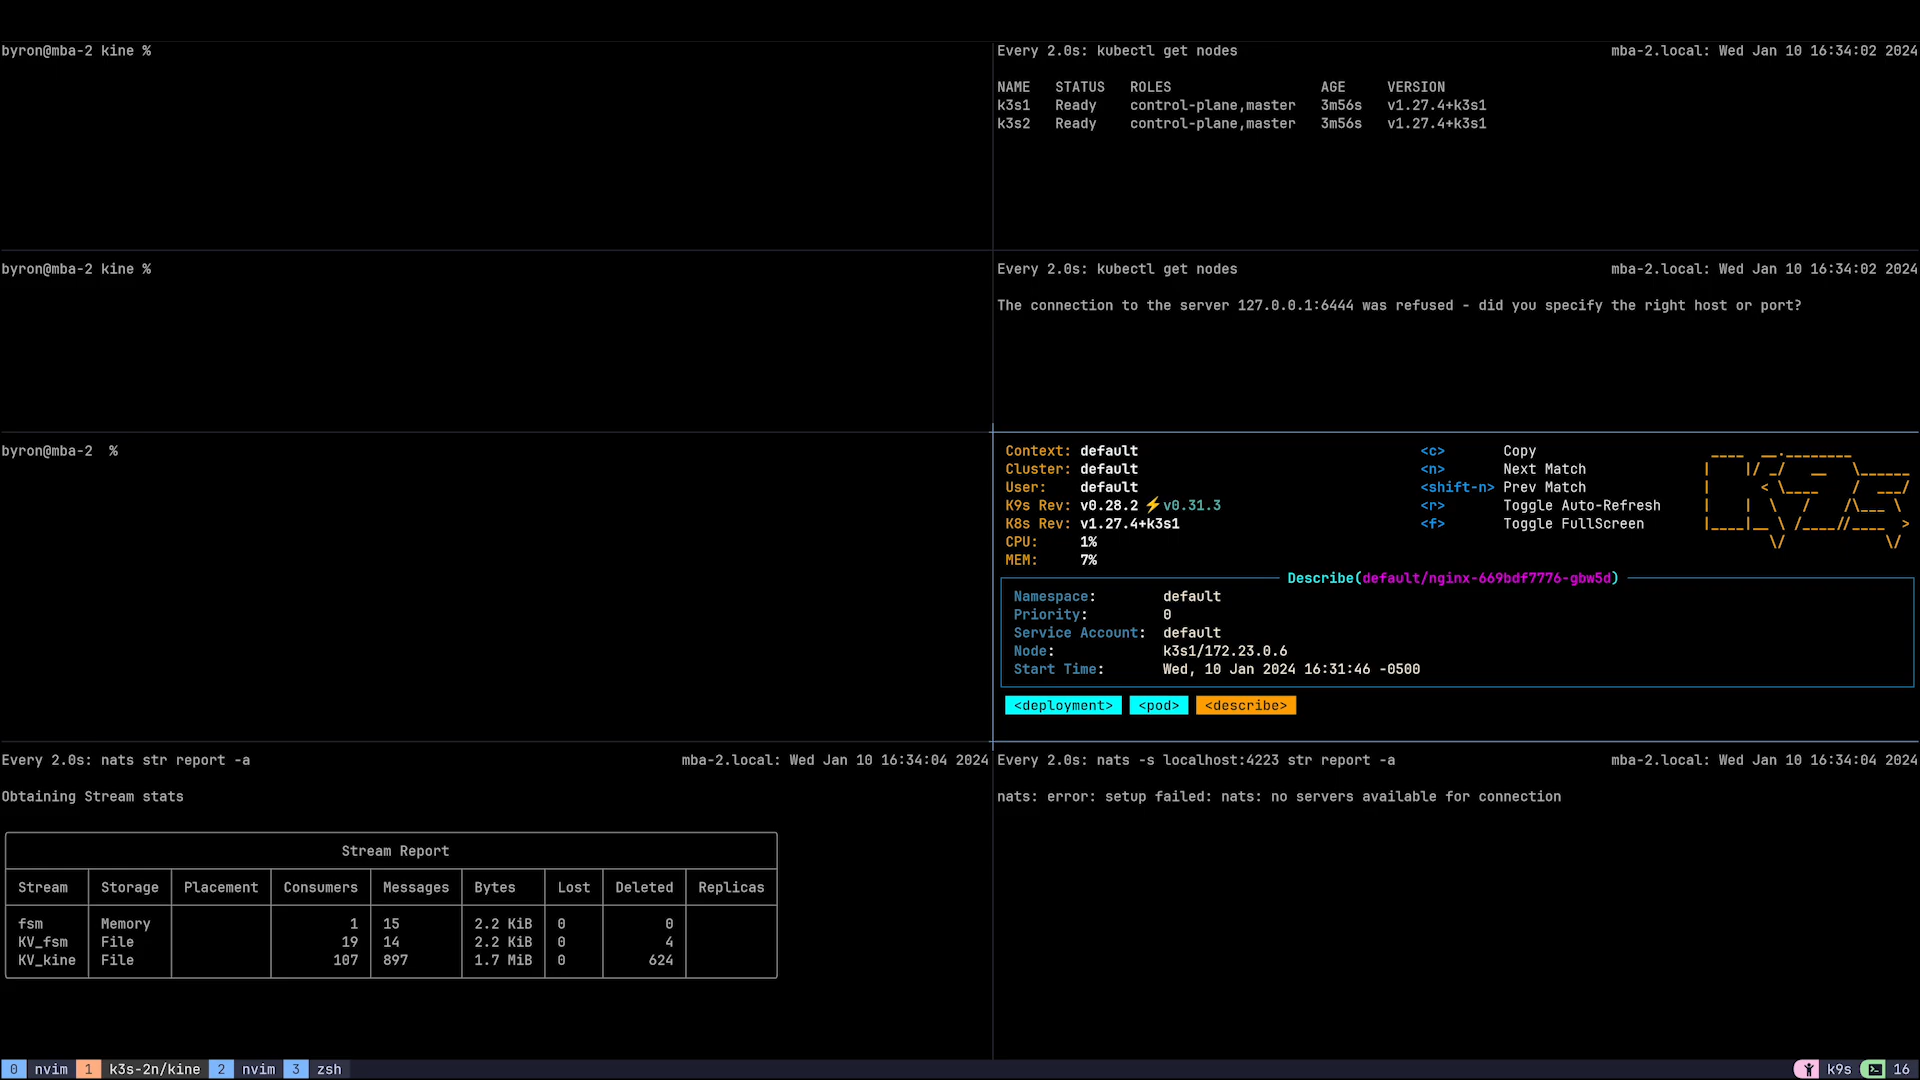 byron@mba-2 kine %
Every 2.0s: kubectl get nodes mba-2.local: Wed Jan 10 16:34:02 2024
NAME STATUS ROLES AGE VERSION
k3s1 Ready control-plane,master 3m56s v1.27.4+k3s1
k3s2 Ready control-plane,master 3m56s v1.27.4+k3s1
byron@mba-2 kine %
Every 2.0s: kubectl get nodes mba-2.local: Wed Jan 10 16:34:02 2024
The connection to the server 127.0.0.1:6444 was refused - did you specify the right host or port?
byron@mba-2 %
Context: default <c> Copy
Cluster: default <n> Next Match
User: default <shift-n> Prev Match
K9s Rev: v0.28.2 ⚡v0.31.3 <r> Toggle Auto-Refresh
K8s Rev: v1.27.4+k3s1 <f> Toggle FullScreen
CPU: 1%
MEM: 7%
K9s
Describe(default/nginx-669bdf7776-gbw5d)
Namespace: default
Priority: 0
Service Account: default
Node: k3s1/172.23.0.6
Start Time: Wed, 10 Jan 2024 16:31:46 -0500
<deployment> <pod> <describe>
Every 2.0s: nats str report -a mba-2.local: Wed Jan 10 16:34:04 2024
Obtaining Stream stats
Stream Report
Stream Storage Placement Consumers Messages Bytes Lost Deleted Replicas
fsm Memory 1 15 2.2 KiB 0 0
KV_fsm File 19 14 2.2 KiB 0 4
KV_kine File 107 897 1.7 MiB 0 624
Every 2.0s: nats -s localhost:4223 str report -a mba-2.local: Wed Jan 10 16:34:04 2024
nats: error: setup failed: nats: no servers available for connection
0 nvim 1 k3s-2n/kine 2 nvim 3 zsh k9s 16